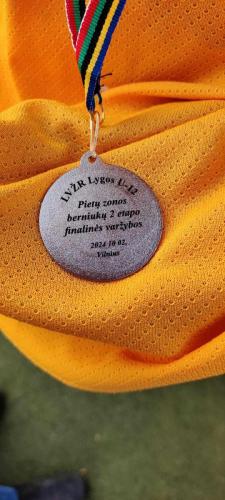 LVŽR Lygos U-12
Pietų zonos
berniukų 2 etapo
finalinės varžybos
2024 10 02,
Vilnius